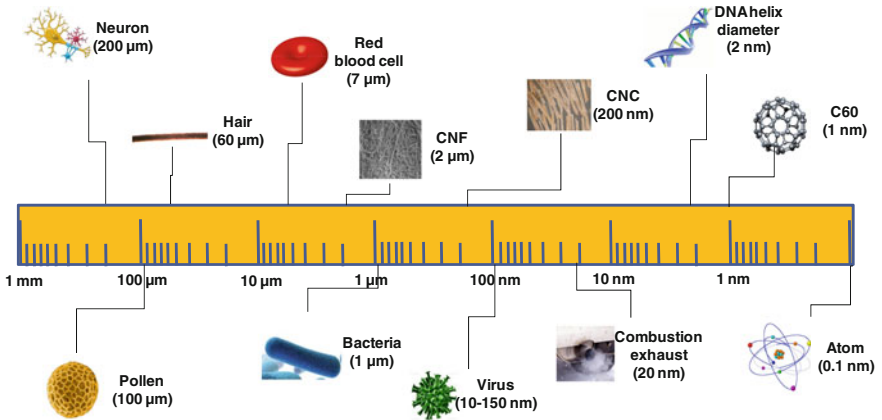 Neuron
(200 µm)
Hair
(60 µm)
Red
blood cell
(7 µm)
CNF
(2 µm)
CNC
(200 nm)
DNA helix
diameter
(2 nm)
C60
(1 nm)
1 mm
100 µm
10 µm
1 µm
100 nm
10 nm
1 nm
Pollen
(100 µm)
Bacteria
(1 µm)
Virus
(10-150 nm)
Combustion
exhaust
(20 nm)
Atom
(0.1 nm)